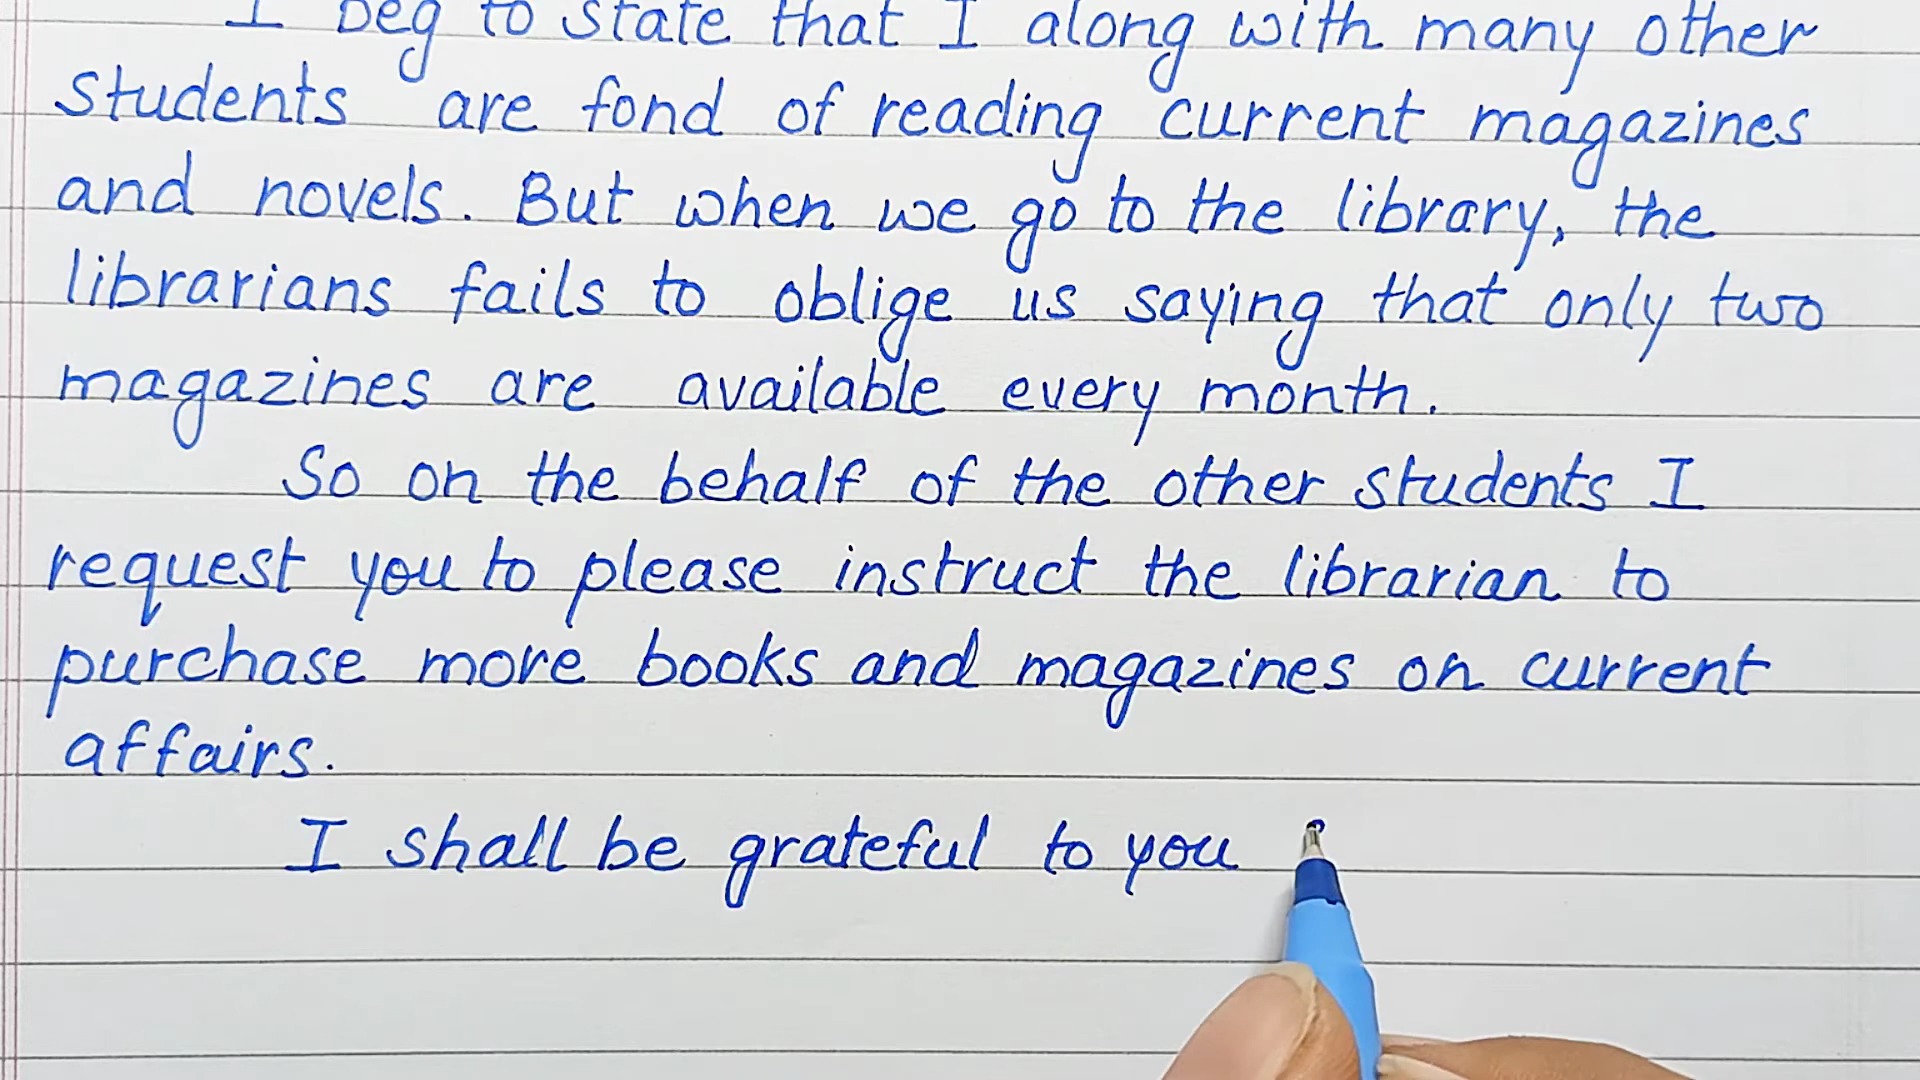 I beg to state that I along with many other
students are fond of reading current magazines
and novels. But when we go to the library, the
librarians fails to oblige us saying that only two
magazines are available every month.
So on the behalf of the other students I
request you to please instruct the librarian to
purchase more books and magazines on current
affairs.
I shall be grateful to you